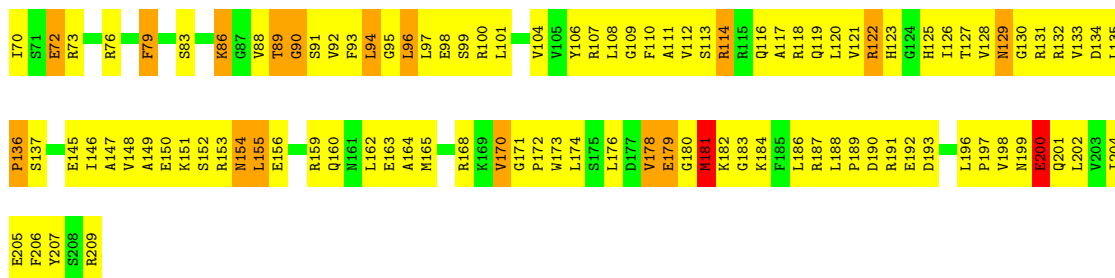 I70 S71 E72 R73 R76 F79 S83 K86 G87 V88 T89 G90 S91 V92 F93 L94 G95 L96 L97 E98 S99 R100 L101 V104 V105 Y106 R107 L108 G109 F110 A111 V112 S113 R114 R115 Q116 A117 R118 Q119 L120 V121 R122 H123 G124 H125 I126 T127 V128 N129 G130 R131 R132 V133 D134 L135
P136 S137 E145 I146 A147 V148 A149 E150 K151 S152 R153 N154 L155 E156 R159 Q160 N161 L162 E163 A164 M165 R168 K169 V170 G171 P172 W173 L174 S175 L176 D177 V178 E179 G180 M181 K182 G183 K184 F185 L186 R187 L188 P189 D190 R191 E192 D193 L196 P197 V198 N199 E200 Q201 L202 V203 I204
E205 F206 Y207 S208 R209